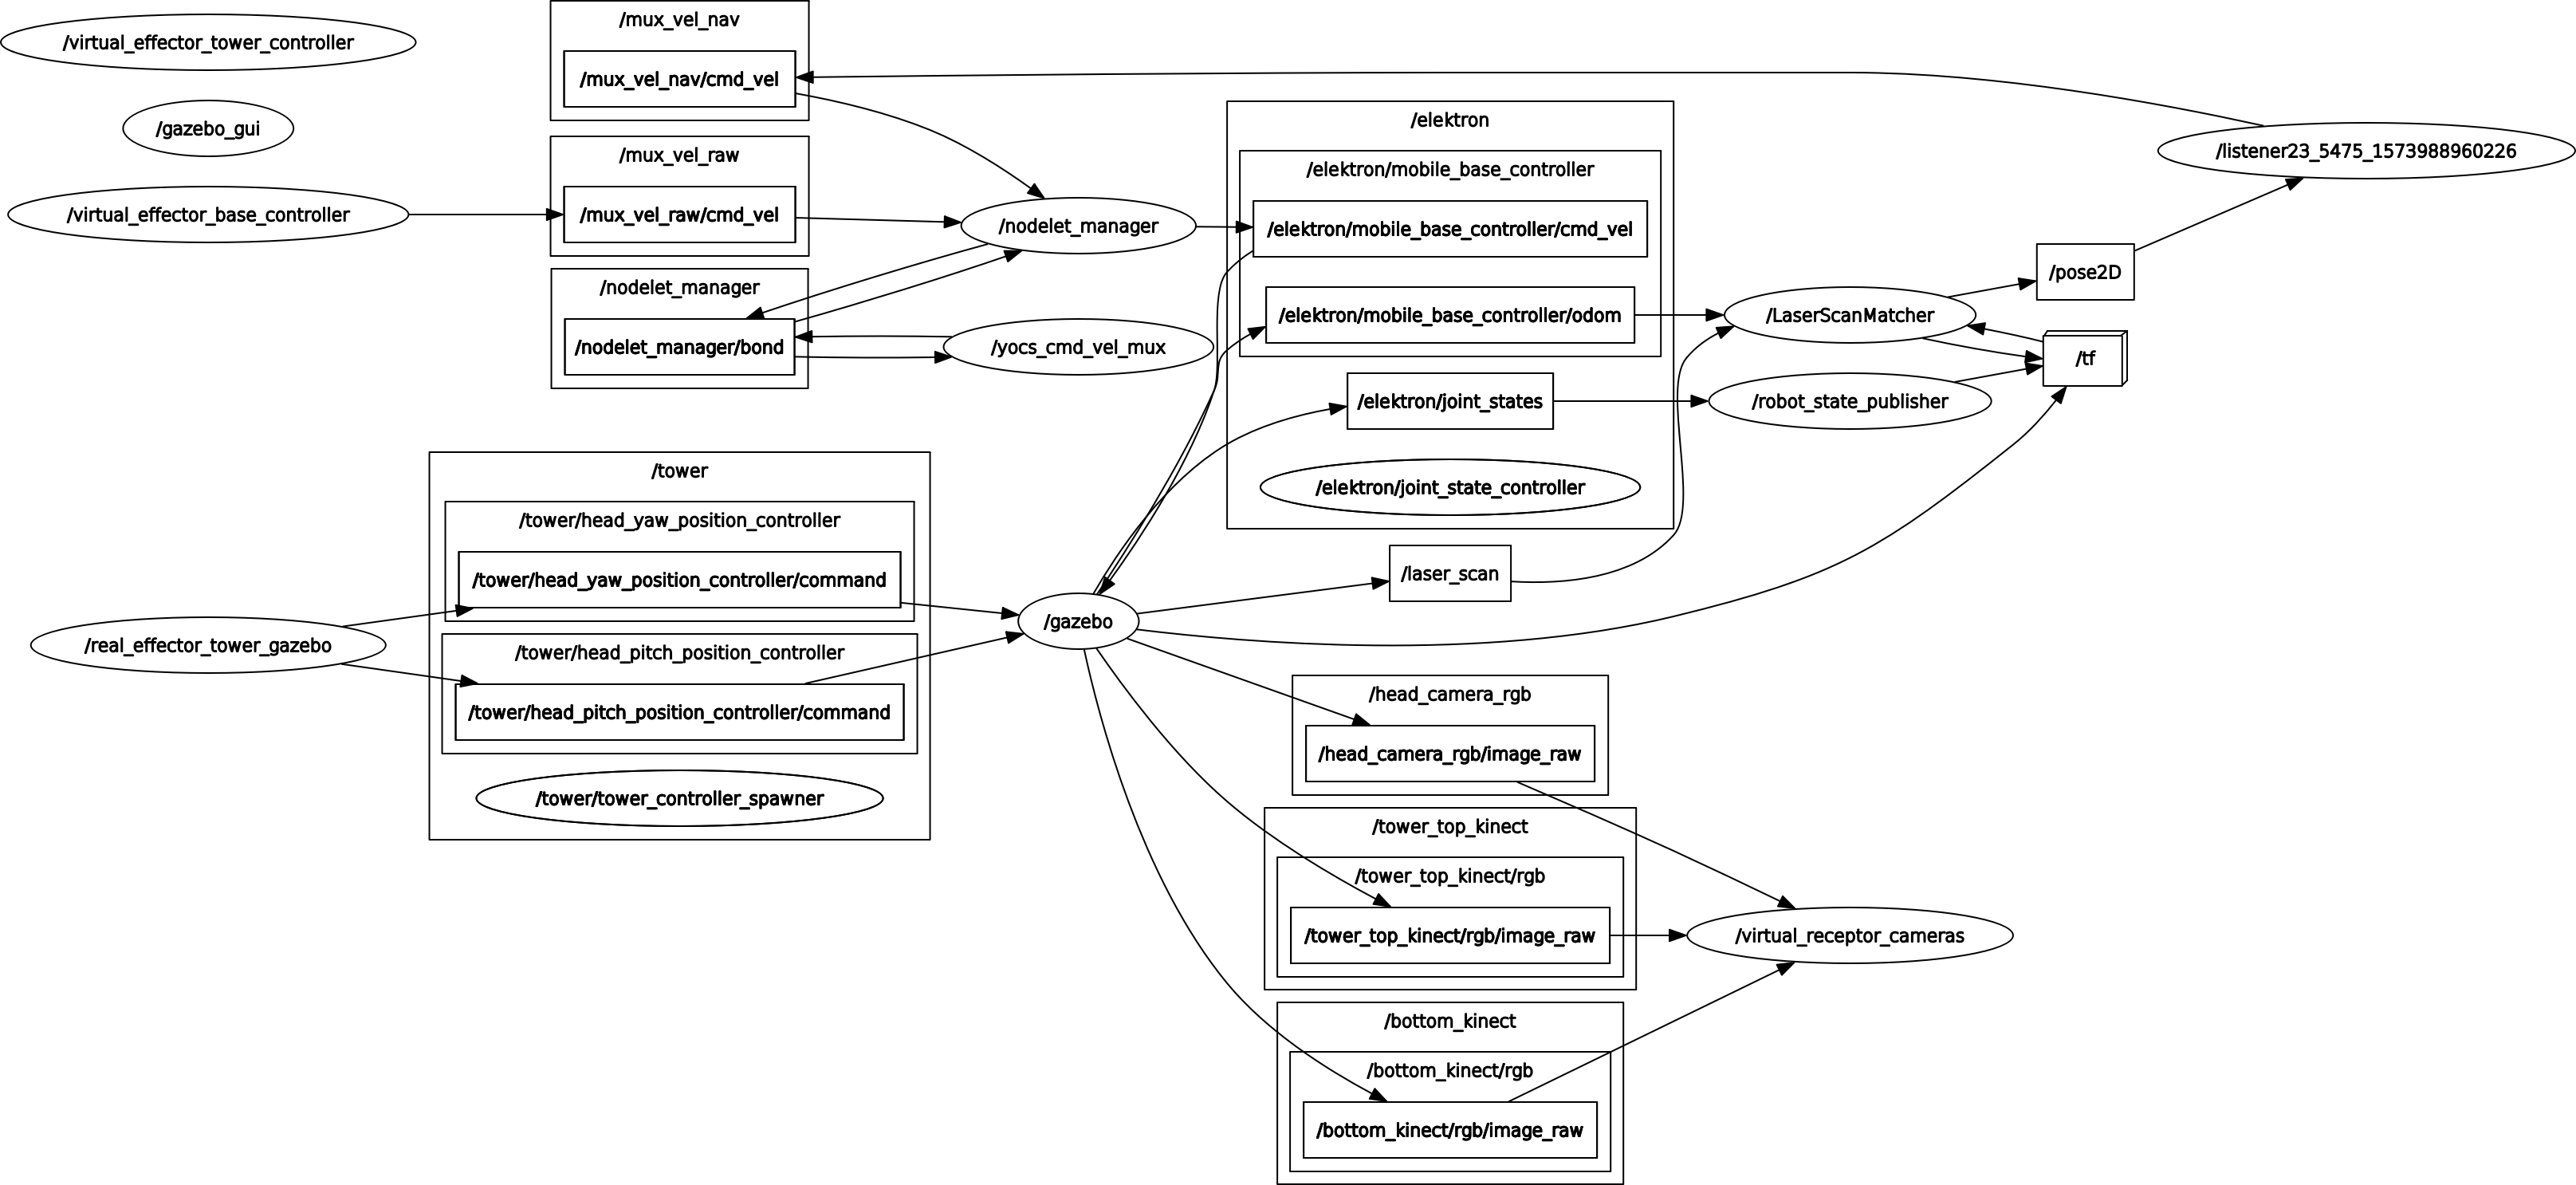 /virtual_effector_tower_controller
/gazebo_gui
/virtual_effector_base_controller
/mux_vel_nav
/mux_vel_nav/cmd_vel
/mux_vel_raw
/mux_vel_raw/cmd_vel
/nodelet_manager
/nodelet_manager/bond
/nodelet_manager
/yocs_cmd_vel_mux
/elektron
/elektron/mobile_base_controller
/elektron/mobile_base_controller/cmd_vel
/elektron/mobile_base_controller/odom
/elektron/joint_states
/elektron/joint_state_controller
/listener23_5475_1573988960226
/pose2D
/LaserScanMatcher
/tf
/robot_state_publisher
/tower
/tower/head_yaw_position_controller
/tower/head_yaw_position_controller/command
/real_effector_tower_gazebo
/tower/head_pitch_position_controller
/tower/head_pitch_position_controller/command
/tower/tower_controller_spawner
/gazebo
/laser_scan
/head_camera_rgb
/head_camera_rgb/image_raw
/tower_top_kinect
/tower_top_kinect/rgb
/tower_top_kinect/rgb/image_raw
/virtual_receptor_cameras
/bottom_kinect
/bottom_kinect/rgb
/bottom_kinect/rgb/image_raw